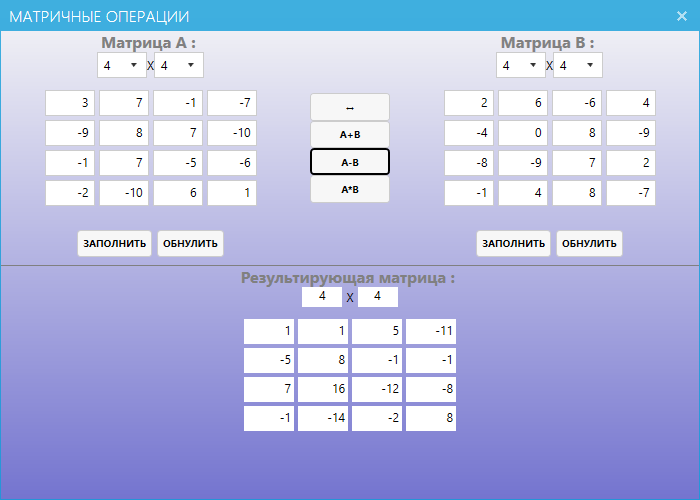 МАТРИЧНЫЕ ОПЕРАЦИИ
Матрица A :
4 X 4
3 7 -1 -7
-9 8 7 -10
-1 7 -5 -6
-2 -10 6 1
ЗАПОЛНИТЬ ОБНУЛИТЬ
↔
A+B
A-B
A*B
Матрица B :
4 X 4
2 6 -6 4
-4 0 8 -9
-8 -9 7 2
-1 4 8 -7
ЗАПОЛНИТЬ ОБНУЛИТЬ
Результирующая матрица :
4 X 4
1 1 5 -11
-5 8 -1 -1
7 16 -12 -8
-1 -14 -2 8